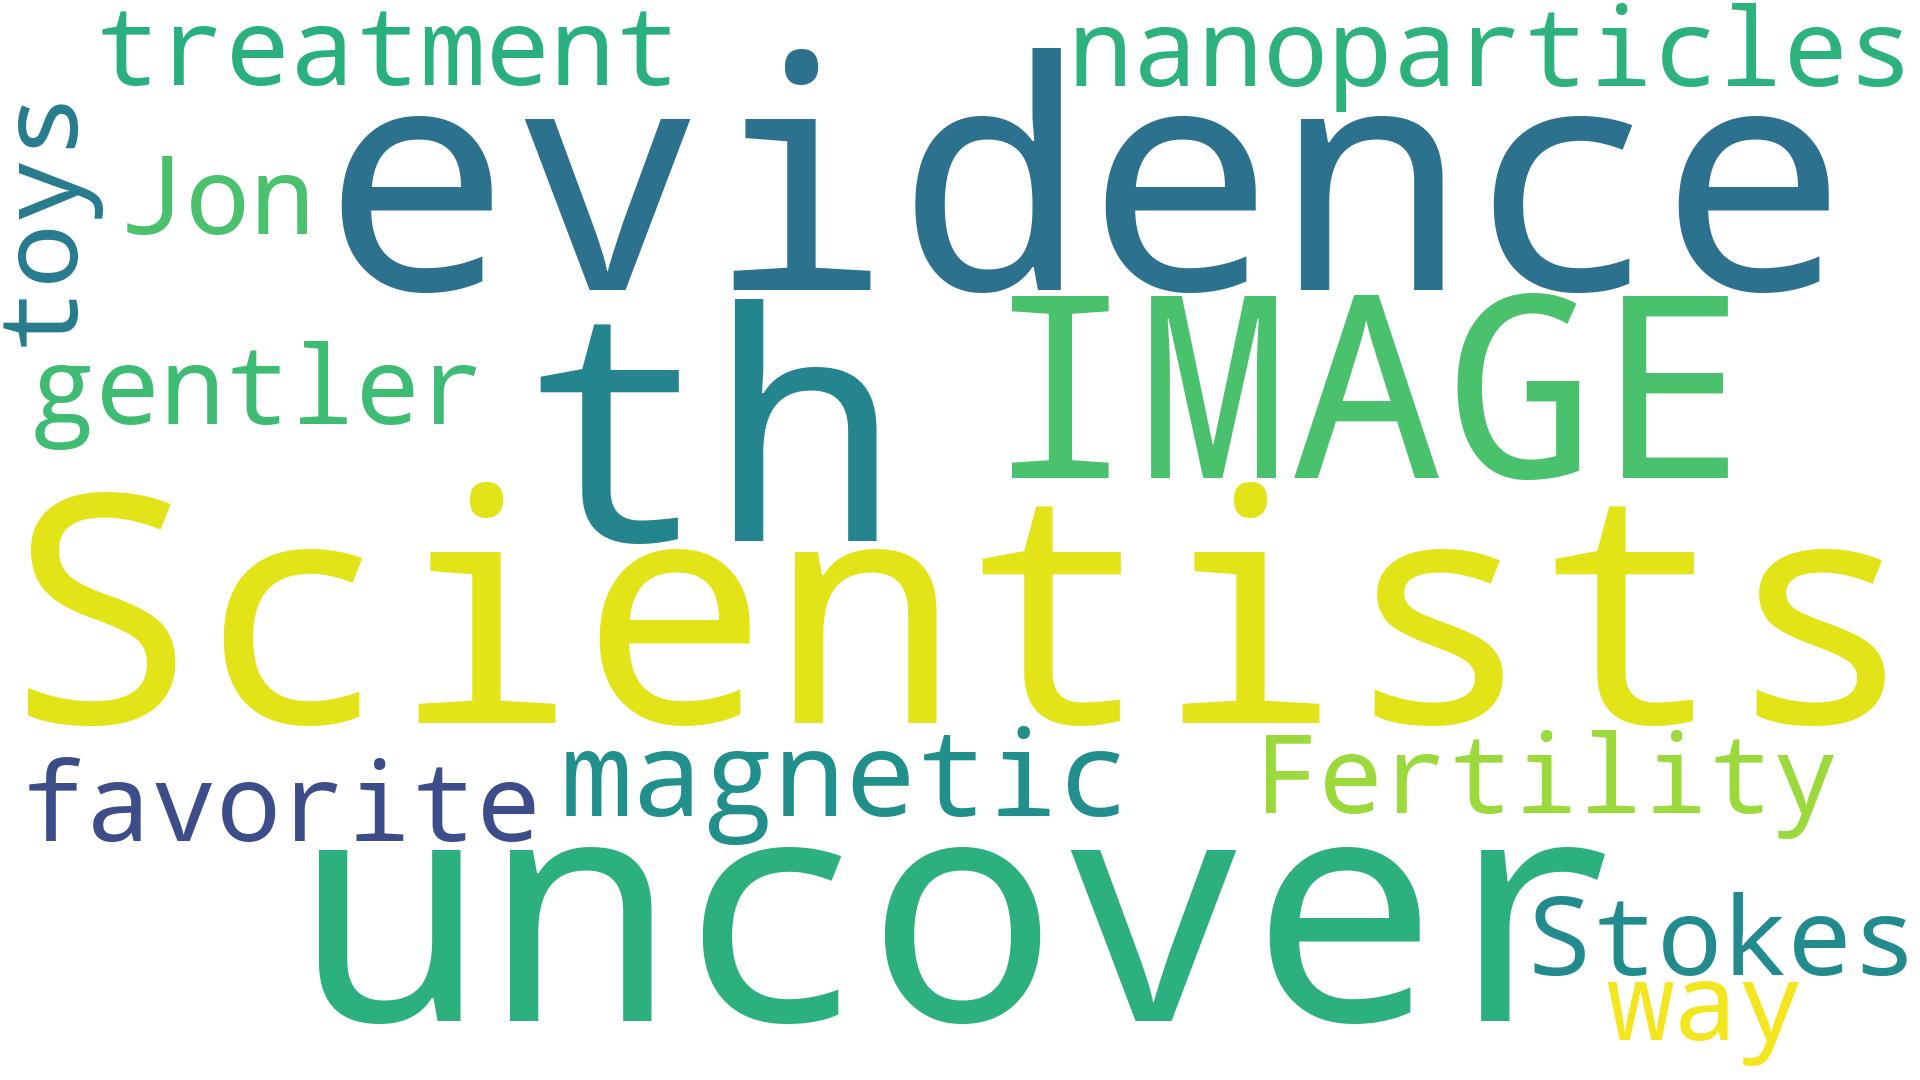 treatment
nanoparticles
toys
Jon
evidence
gentler
th
IMAGE
Scientists
favorite
magnetic
Fertility
uncover
Stokes
way